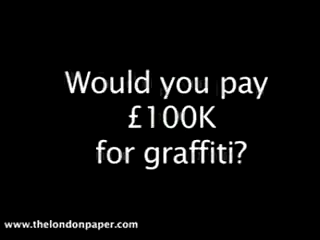 Would you pay
£100K
for graffiti?
www.thelondonpaper.com